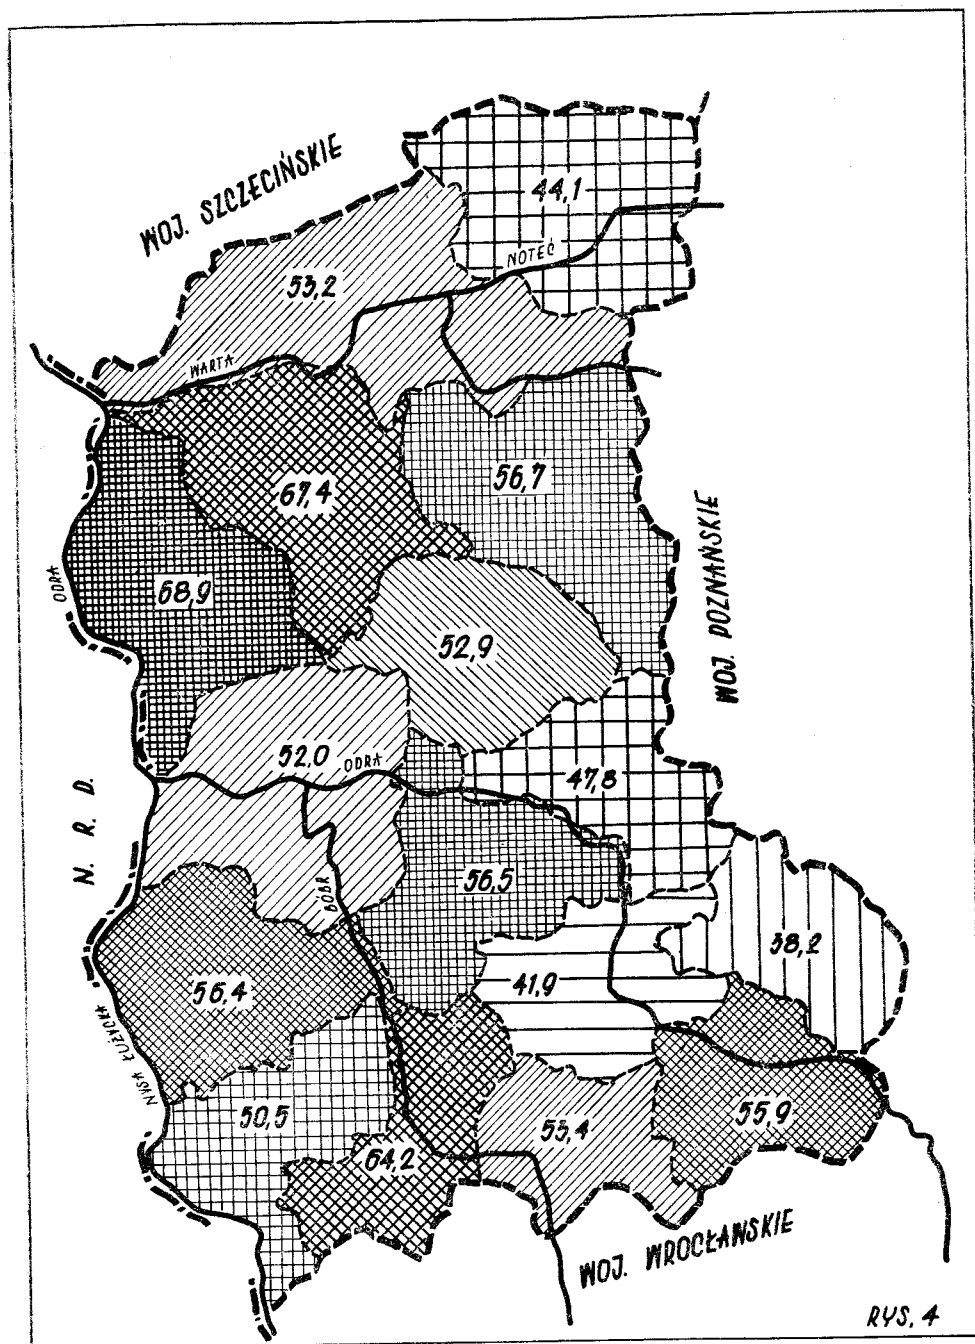 WOJ. SZCZECIŃSKIE
44,1
NOTEĆ
53,2
WARTA
56,7
67,4
WOJ. POZNAŃSKIE
ODRA
68,9
52,9
52,0
ODRA
47,8
N. R. D.
56,5
BÓBR
38,2
56,4
41,9
NYSA ŁUŻYCKA
50,5
53,4
55,9
64,2
WOJ. WROCŁAWSKIE
RYS. 4